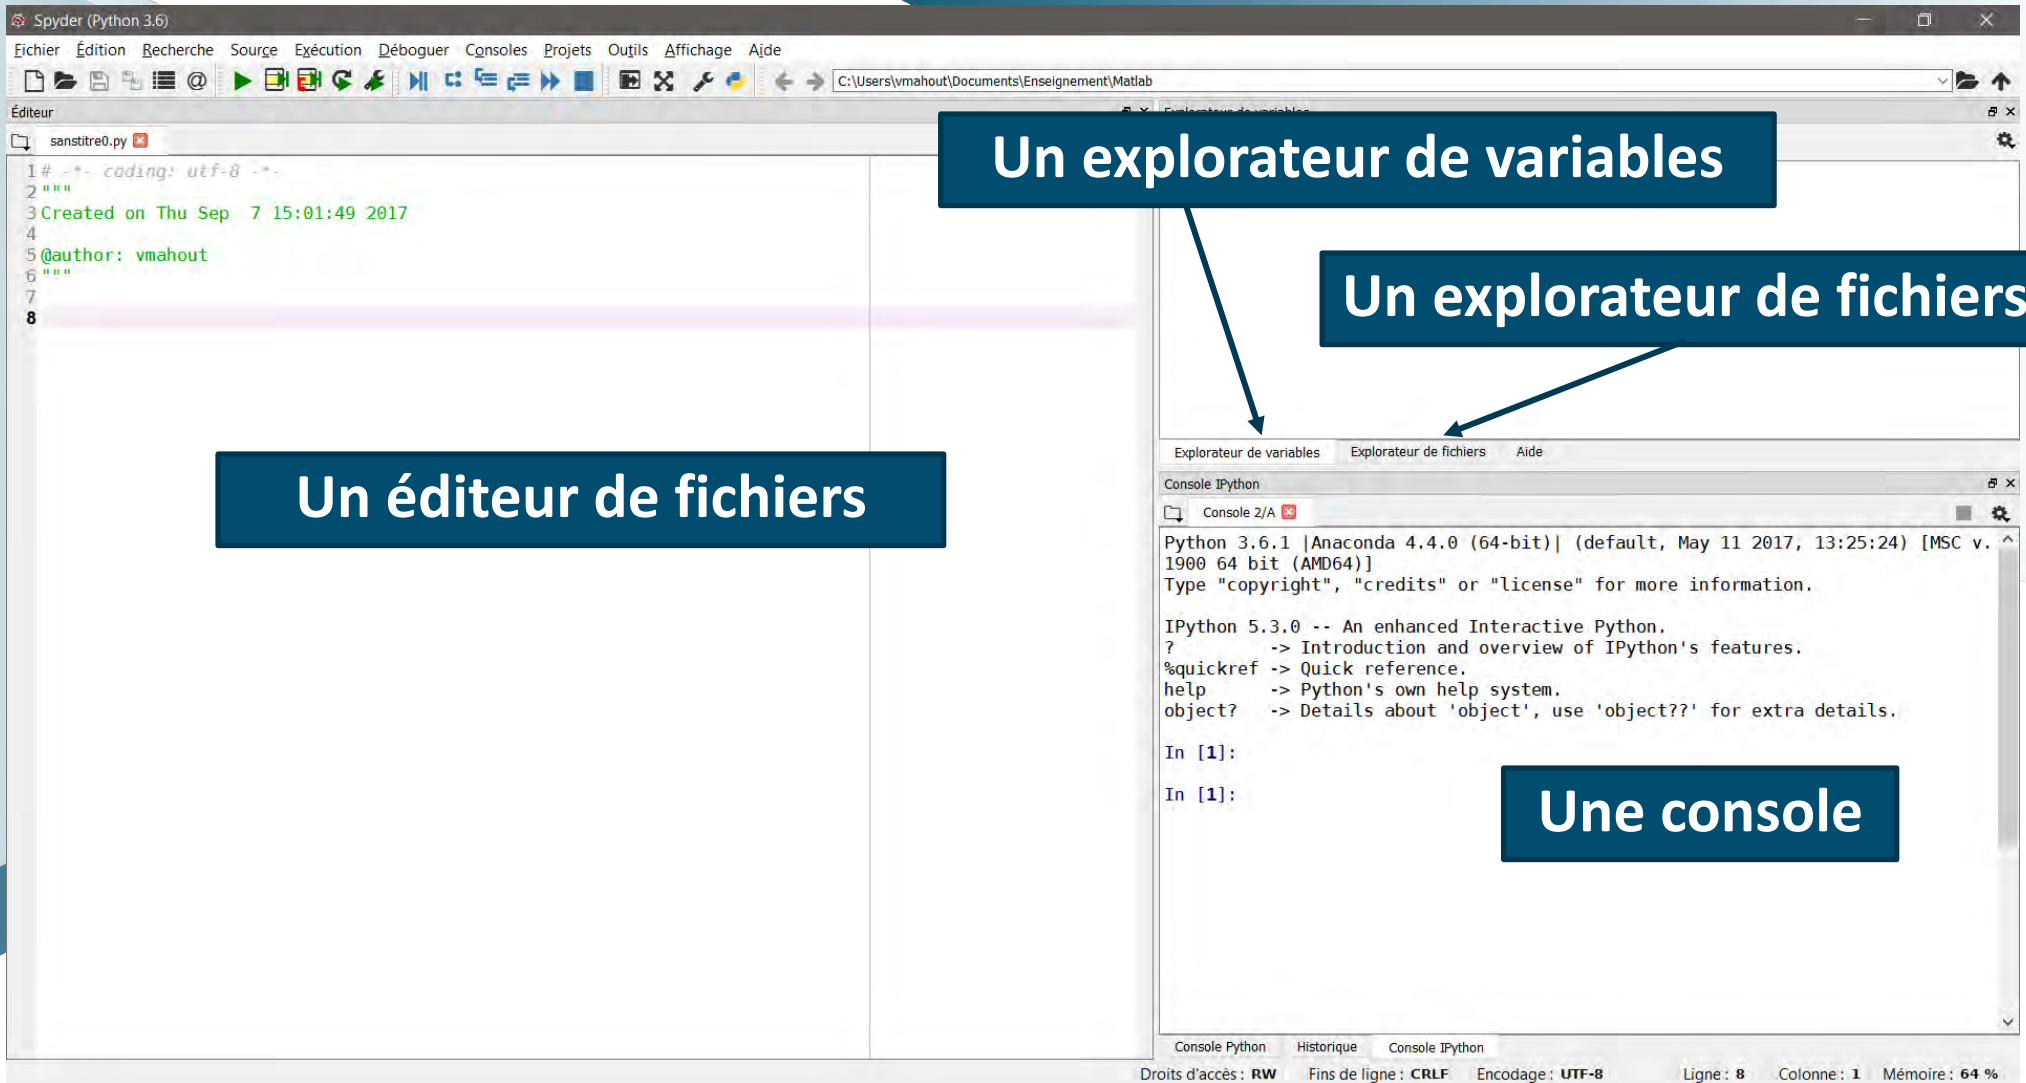 Spyder (Python 3.6)
Fichier Édition Recherche Source Exécution Déboguer Consoles Projets Outils Affichage Aide
C:\Users\vmahout\Documents\Enseignement\Matlab
Éditeur
sanstitre0.py
1 # -*- coding: utf-8 -*-
2 """
3 Created on Thu Sep  7 15:01:49 2017
4
5 @author: vmahout
6 """
7
8
Un éditeur de fichiers
Explorateur de variables
Un explorateur de variables
Un explorateur de fichiers
Explorateur de variables Explorateur de fichiers Aide
Console IPython
Console 2/A
Python 3.6.1 |Anaconda 4.4.0 (64-bit)| (default, May 11 2017, 13:25:24) [MSC v.
1900 64 bit (AMD64)]
Type "copyright", "credits" or "license" for more information.
IPython 5.3.0 -- An enhanced Interactive Python.
?         -> Introduction and overview of IPython's features.
%quickref -> Quick reference.
help      -> Python's own help system.
object?   -> Details about 'object', use 'object??' for extra details.
In [1]:
In [1]:
Une console
Console Python Historique Console IPython
Droits d'accès : RW Fins de ligne : CRLF Encodage : UTF-8 Ligne : 8 Colonne : 1 Mémoire : 64 %